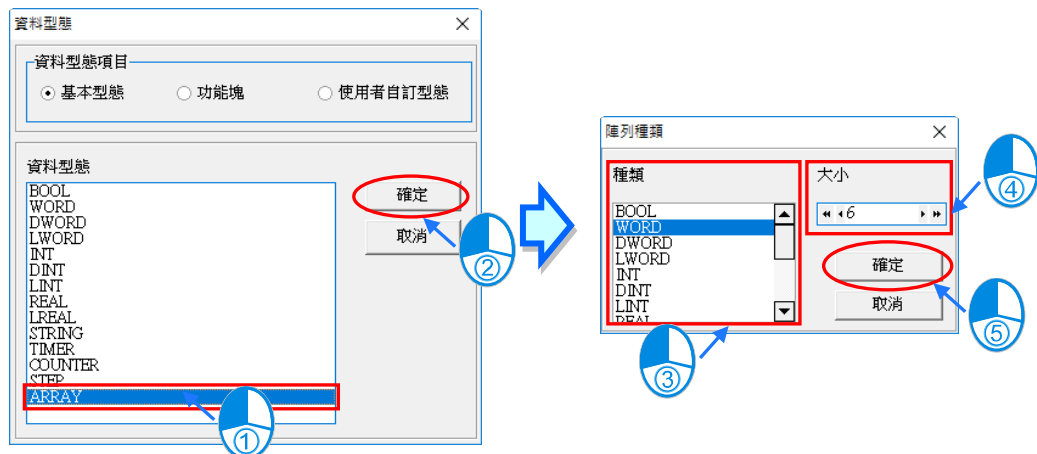 資料型態
資料型態項目
基本型態
功能塊
使用者自訂型態
資料型態
BOOL
WORD
DWORD
LWORD
INT
DINT
LINT
REAL
LREAL
STRING
TIMER
COUNTER
STEP
ARRAY
確定
取消
①
②
陣列種類
種類
BOOL
WORD
DWORD
LWORD
INT
DINT
LINT
REAL
大小
6
確定
取消
③
④
⑤